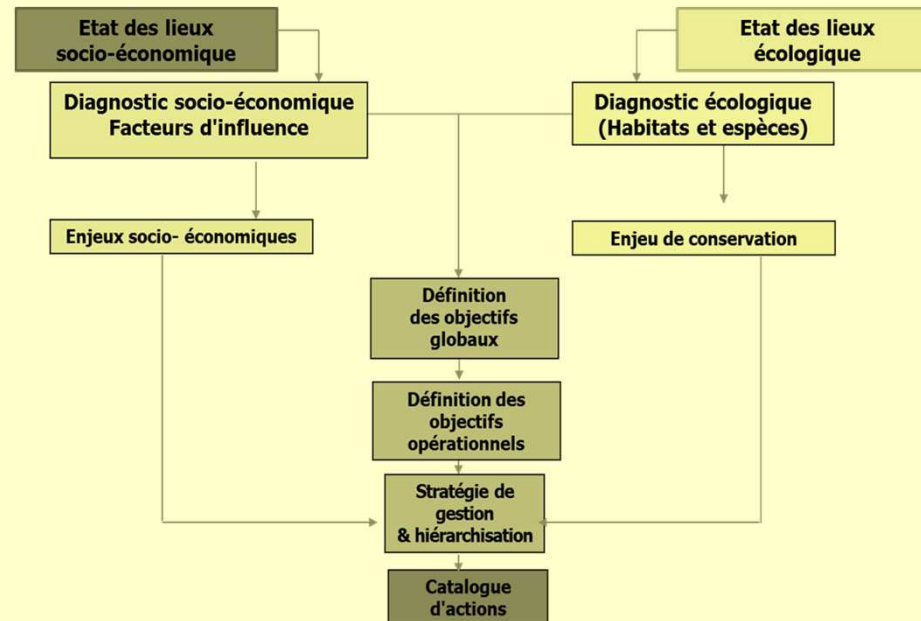 Etat des lieux
socio-économique
Etat des lieux
écologique
Diagnostic socio-économique
Facteurs d'influence
Diagnostic écologique
(Habitats et espèces)
Enjeux socio- économiques
Enjeu de conservation
Définition
des objectifs
globaux
Définition des
objectifs
opérationnels
Stratégie de
gestion
& hiérarchisation
Catalogue
d'actions